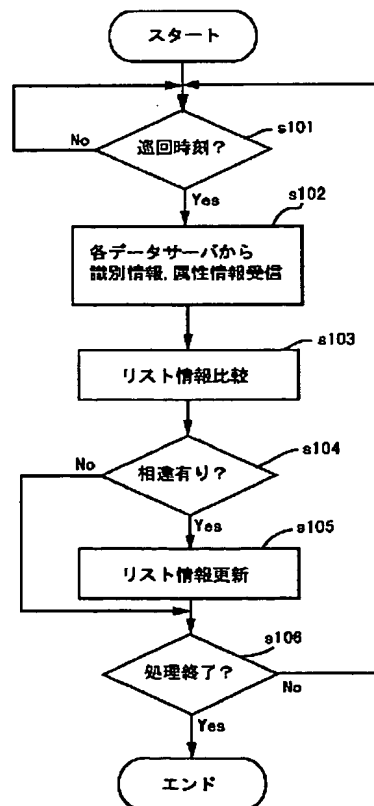 スタート
s101
No
巡回時刻？
Yes
s102
各データサーバから
識別情報，属性情報受信
s103
リスト情報比較
s104
No
相違有り？
Yes
s105
リスト情報更新
s106
処理終了？
No
Yes
エンド